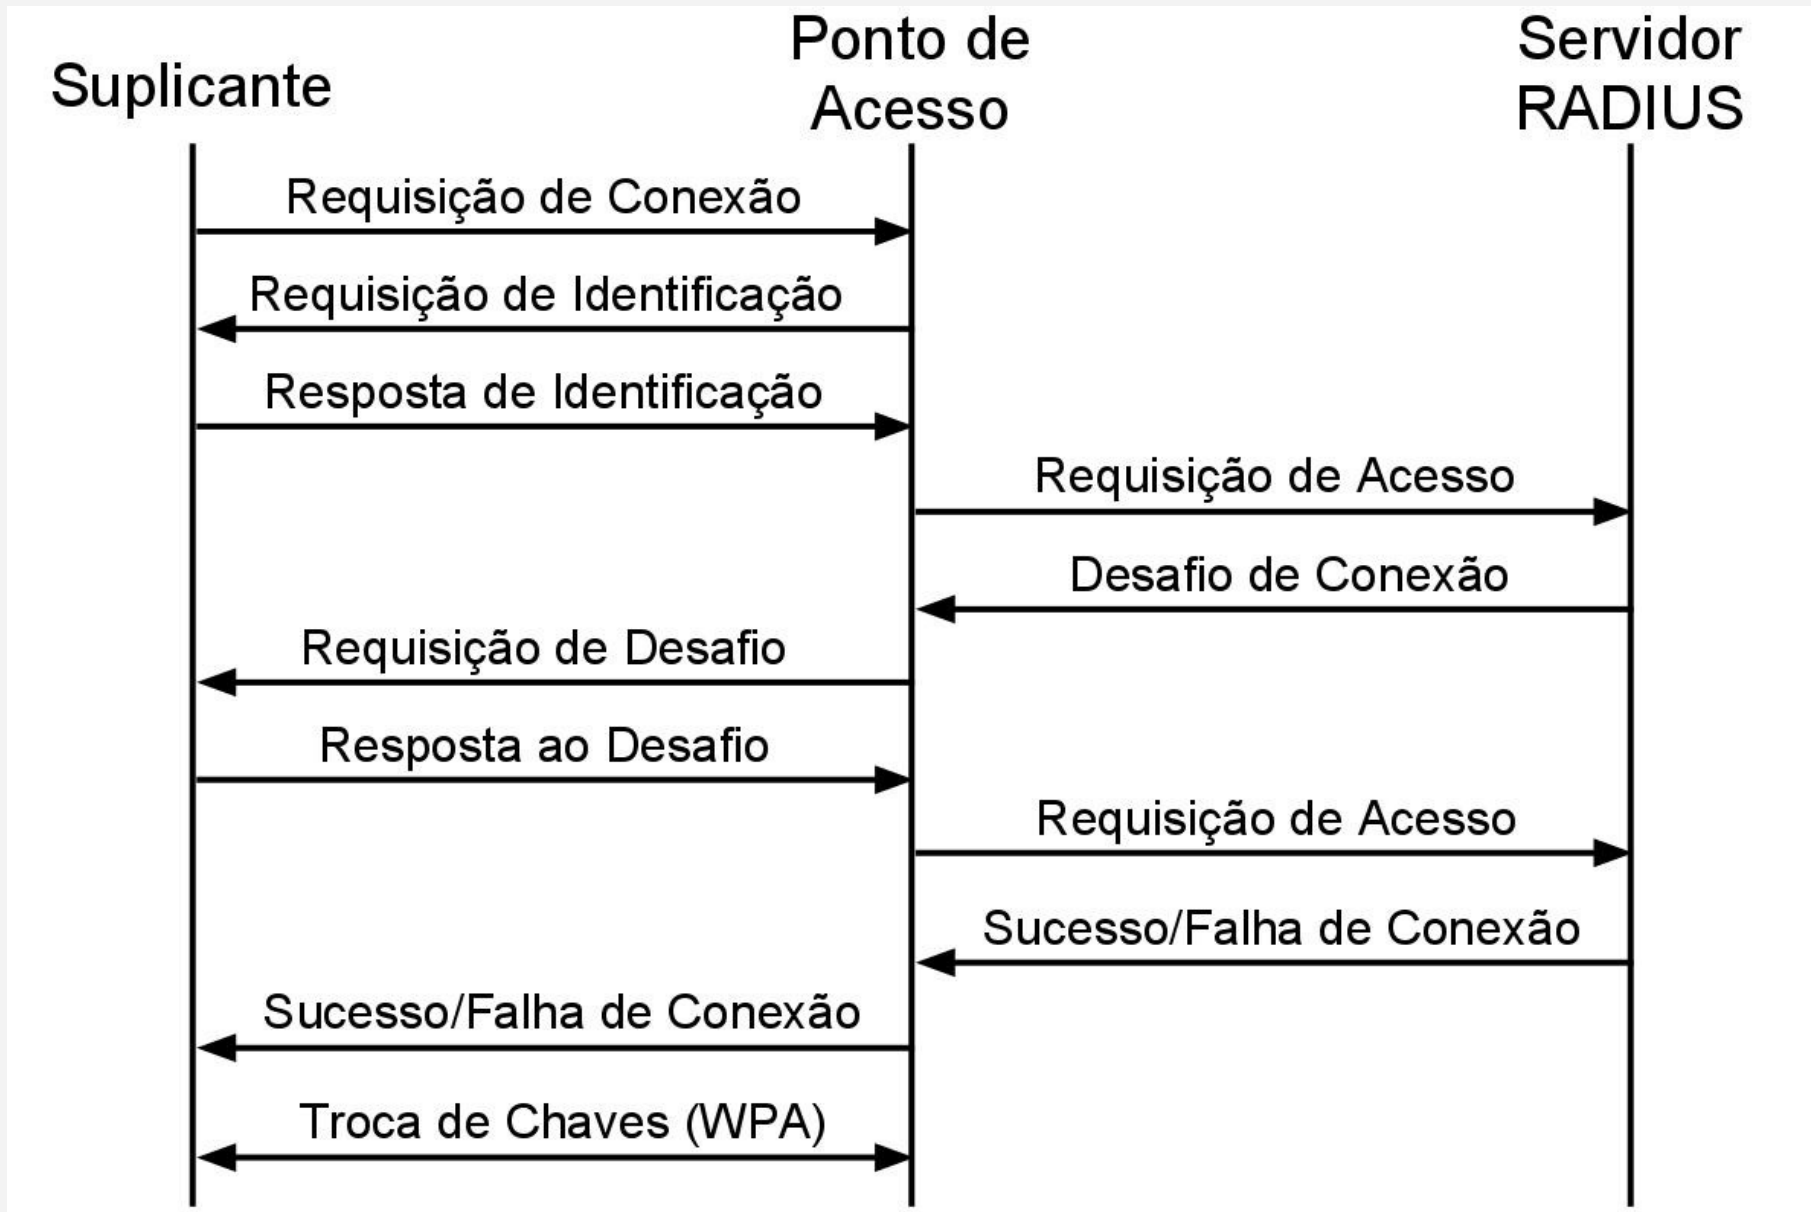 Suplicante
Ponto de
Acesso
Servidor
RADIUS
Requisição de Conexão
Requisição de Identificação
Resposta de Identificação
Requisição de Acesso
Desafio de Conexão
Requisição de Desafio
Resposta ao Desafio
Requisição de Acesso
Sucesso/Falha de Conexão
Sucesso/Falha de Conexão
Troca de Chaves (WPA)